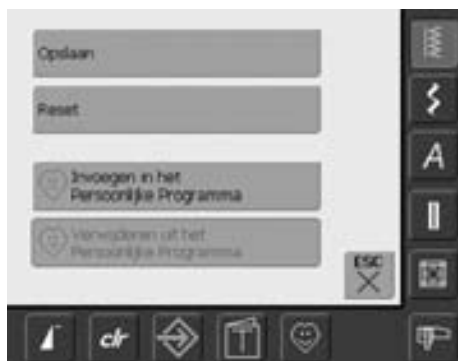 Opslaan
Reset
Invoegen in het
Persoonlijke Programma
Verwijderen uit het
Persoonlijke Programma
ESC
A
clr